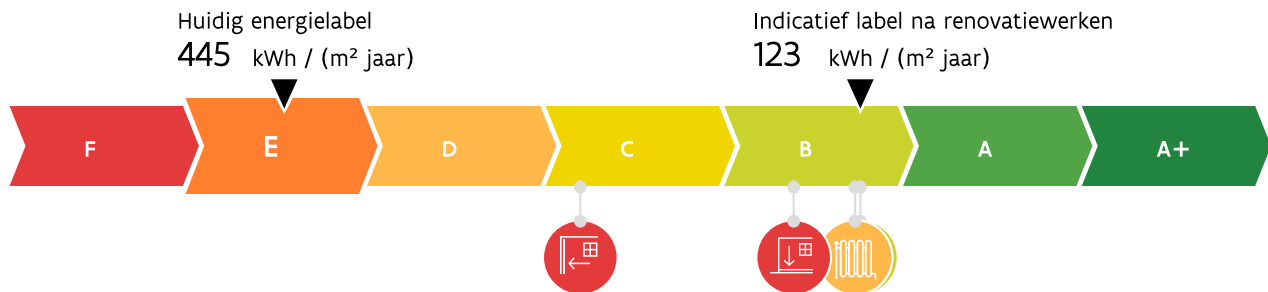 Huidig energielabel
445 kWh / (m² jaar)
Indicatief label na renovatiewerken
123 kWh / (m² jaar)
F E D C B A A+